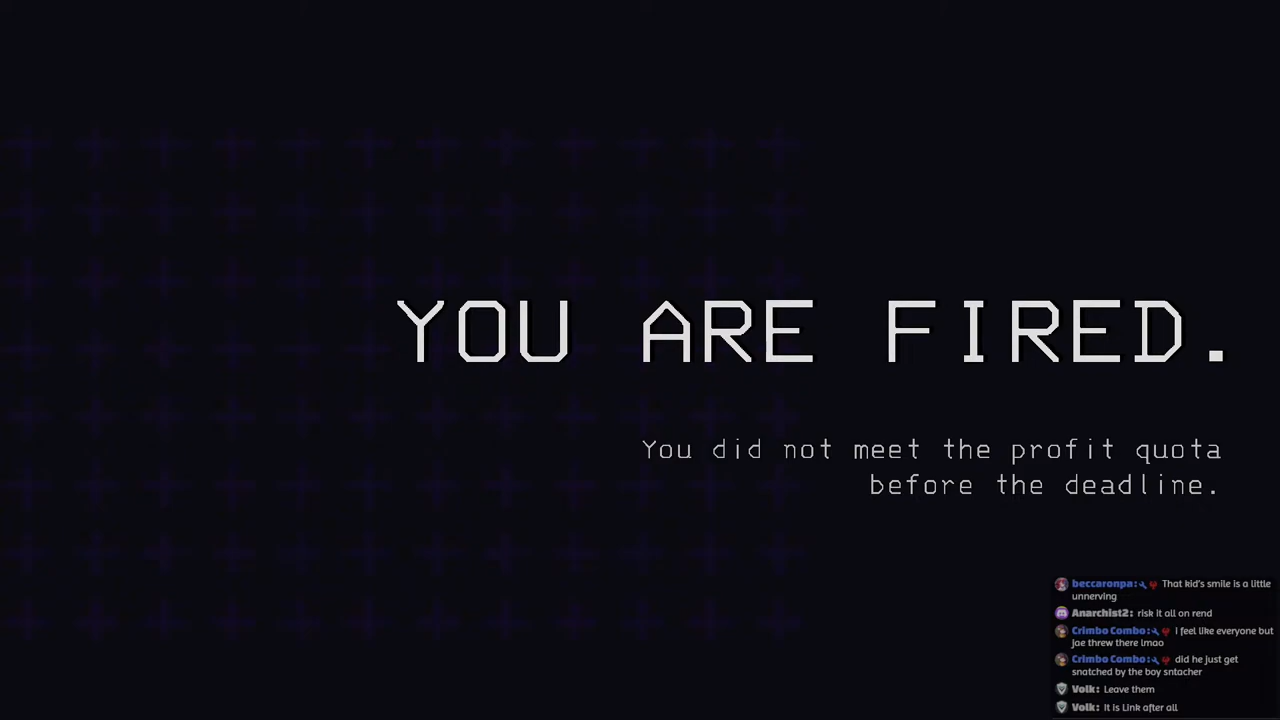 YOU ARE FIRED.
You did not meet the profit quota
before the deadline.
beccaronpa: That kid's smile is a little
unnerving
Anarchist2: risk it all on rend
Crimbo Combo: I feel like everyone but
jae threw there lmao
Crimbo Combo: did he just get
snatched by the boy sntacher
Volk: Leave them
Volk: It is Link after all